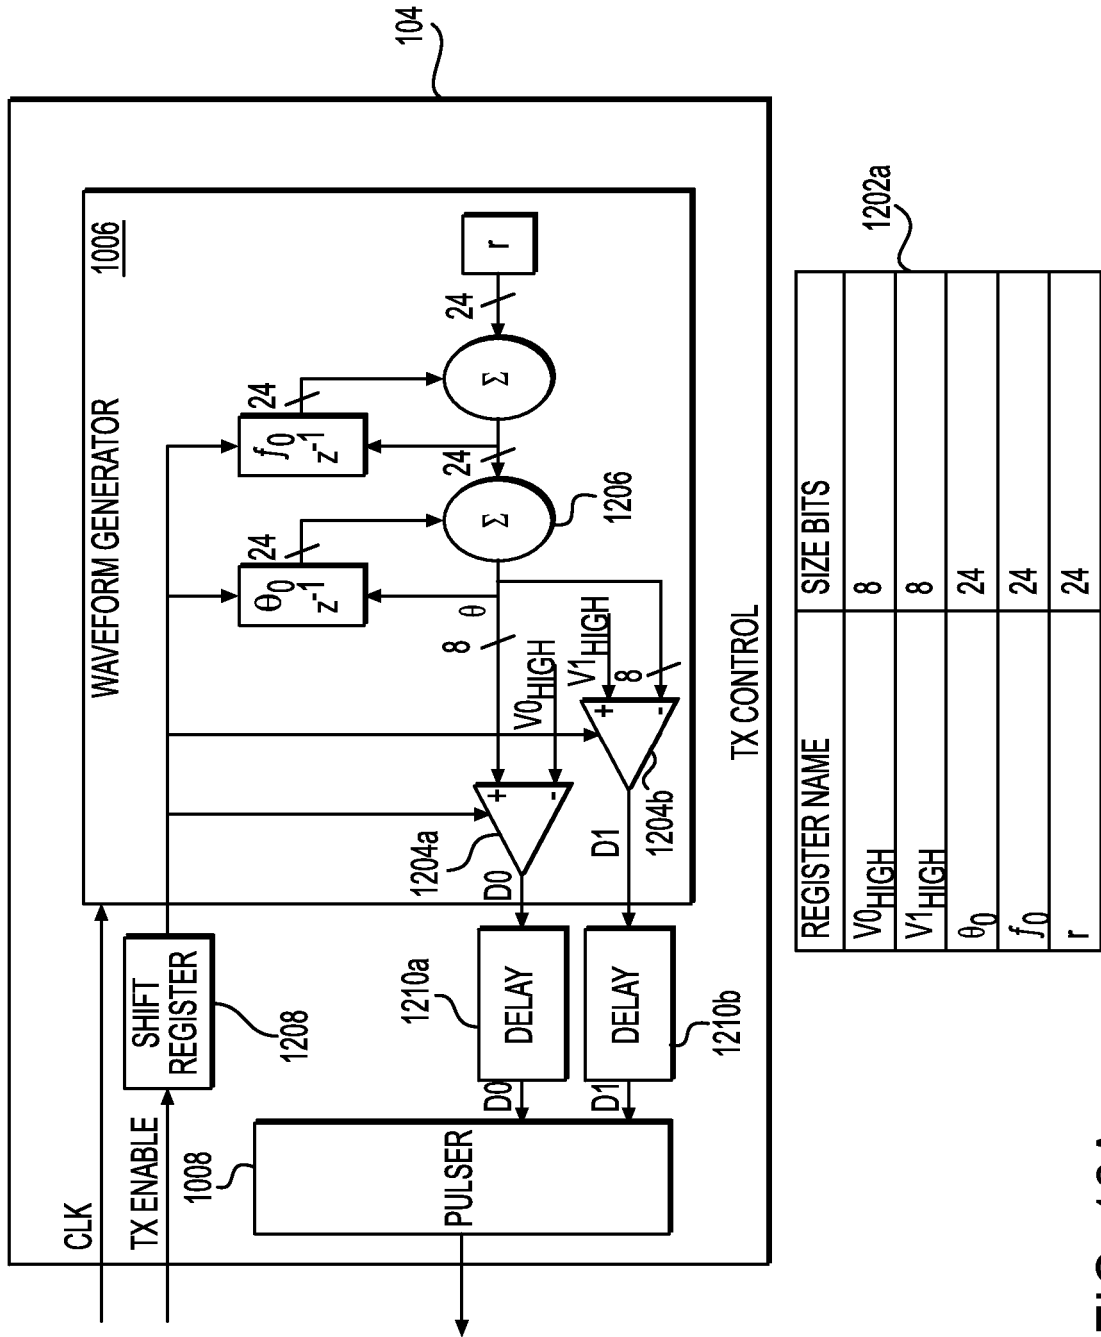 104
CLK
TX ENABLE
SHIFT
REGISTER
1208
WAVEFORM GENERATOR
1006
θ0
z-1
24
f0
z-1
24
8
θ
Σ
24
Σ
24
r
1206
V0HIGH
V1HIGH
8
+
-
1204a
+
-
1204b
D0
D1
1210a
DELAY
DELAY
1210b
D0
D1
1008
PULSER
TX CONTROL
1202a
REGISTER NAME SIZE BITS
V0HIGH 8
V1HIGH 8
θ0 24
f0 24
r 24